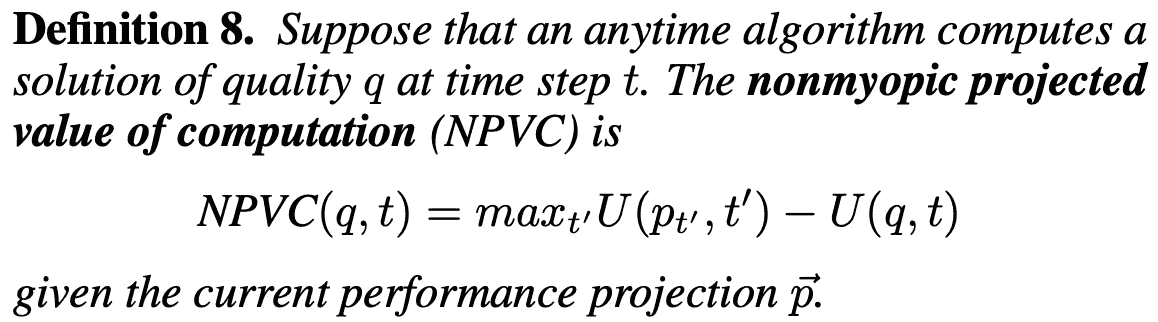 Definition 8. Suppose that an anytime algorithm computes a
solution of quality q at time step t. The nonmyopic projected
value of computation (NPVC) is
NPVC(q, t) = max_{t′} U(p_{t′}, t′) − U(q, t)
given the current performance projection p⃗.